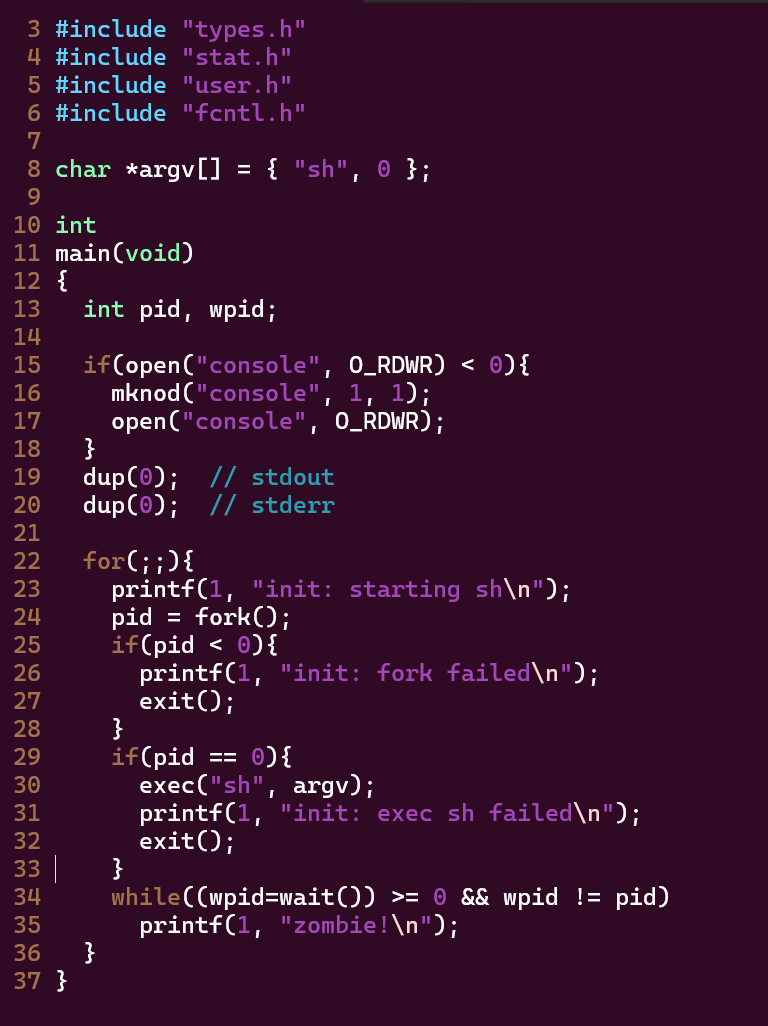 3 #include "types.h"
4 #include "stat.h"
5 #include "user.h"
6 #include "fcntl.h"
7
8 char *argv[] = { "sh", 0 };
9
10 int
11 main(void)
12 {
13   int pid, wpid;
14
15   if(open("console", O_RDWR) < 0){
16     mknod("console", 1, 1);
17     open("console", O_RDWR);
18   }
19   dup(0);  // stdout
20   dup(0);  // stderr
21
22   for(;;){
23     printf(1, "init: starting sh\n");
24     pid = fork();
25     if(pid < 0){
26       printf(1, "init: fork failed\n");
27       exit();
28     }
29     if(pid == 0){
30       exec("sh", argv);
31       printf(1, "init: exec sh failed\n");
32       exit();
33     }
34     while((wpid=wait()) >= 0 && wpid != pid)
35       printf(1, "zombie!\n");
36   }
37 }